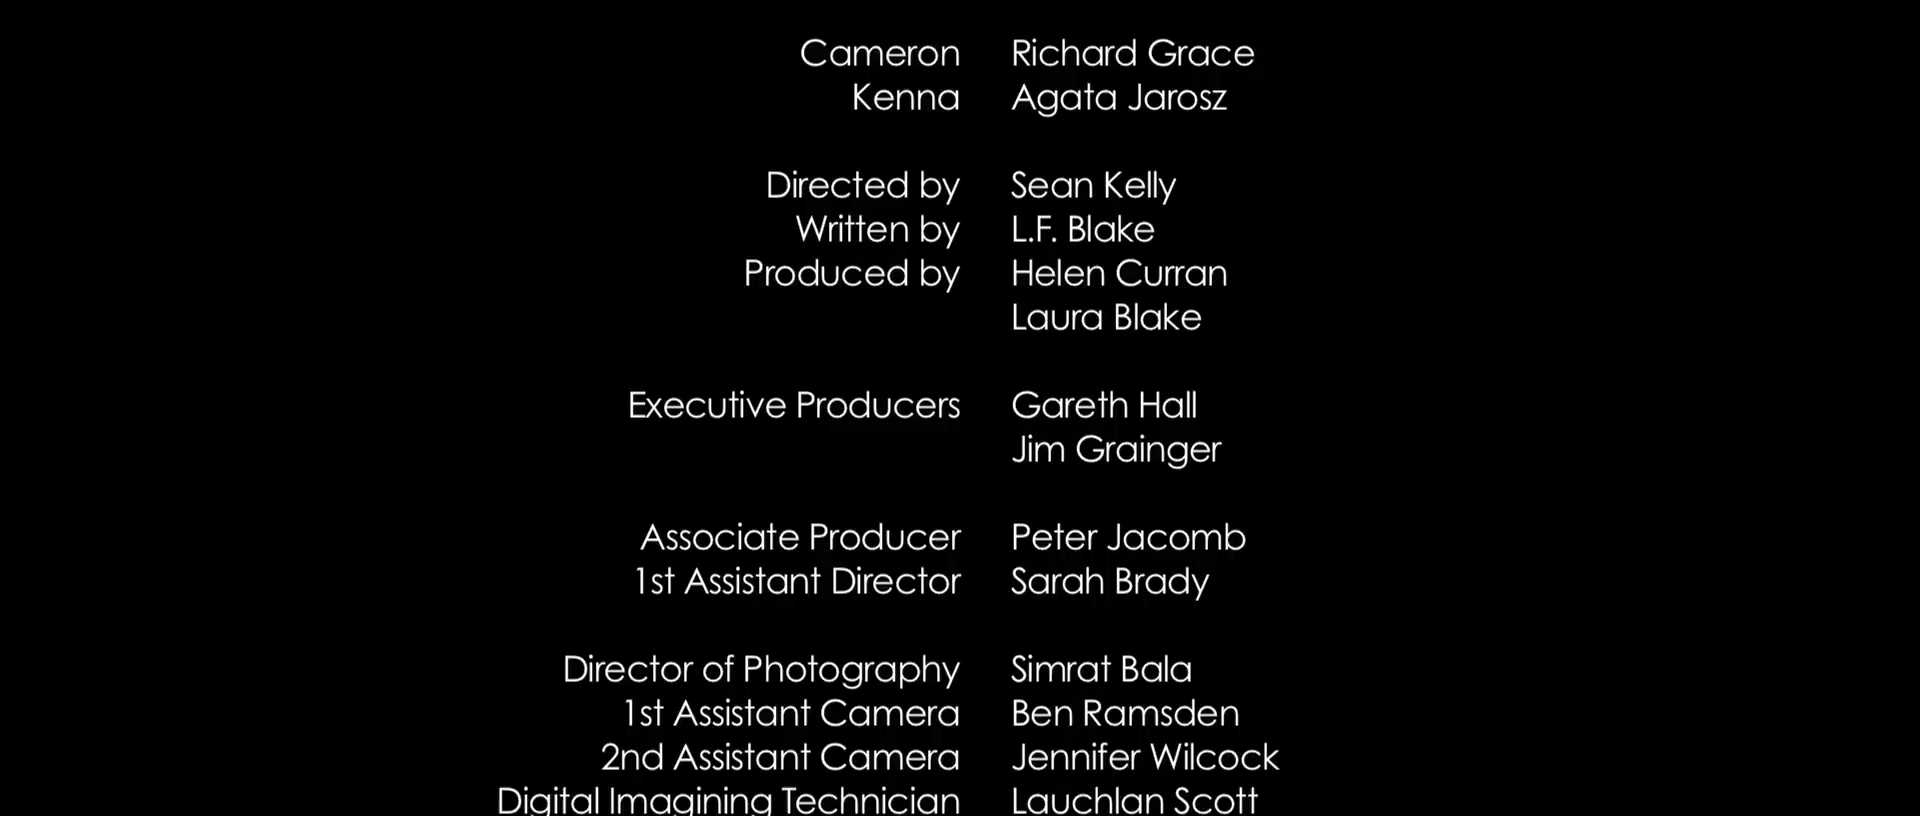 Cameron Richard Grace
Kenna Agata Jarosz
Directed by Sean Kelly
Written by L.F. Blake
Produced by Helen Curran
Laura Blake
Executive Producers Gareth Hall
Jim Grainger
Associate Producer Peter Jacomb
1st Assistant Director Sarah Brady
Director of Photography Simrat Bala
1st Assistant Camera Ben Ramsden
2nd Assistant Camera Jennifer Wilcock
Digital Imagining Technician Lauchlan Scott